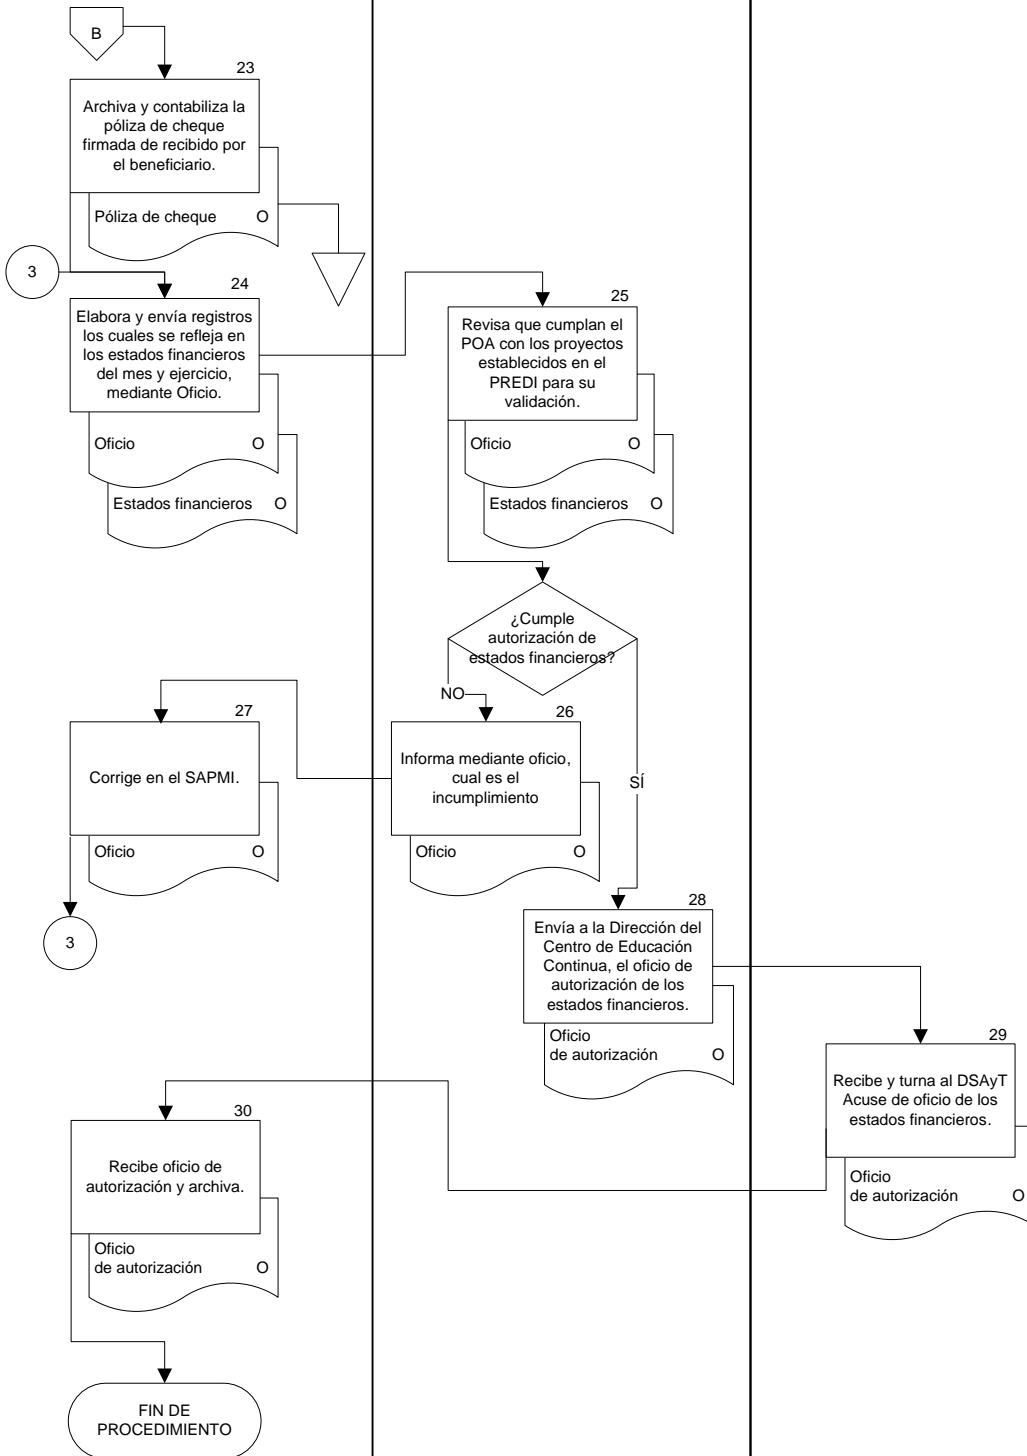 B
23
Archiva y contabiliza la
póliza de cheque
firmada de recibido por
el beneficiario.
Póliza de cheque O
3
24
Elabora y envía registros
los cuales se refleja en
los estados financieros
del mes y ejercicio,
mediante Oficio.
Oficio O
Estados financieros O
25
Revisa que cumplan el
POA con los proyectos
establecidos en el
PREDI para su
validación.
Oficio O
Estados financieros O
¿Cumple
autorización de
estados financieros?
NO
SÍ
26
Informa mediante oficio,
cual es el
incumplimiento
Oficio O
27
Corrige en el SAPMI.
Oficio O
3
28
Envía a la Dirección del
Centro de Educación
Continua, el oficio de
autorización de los
estados financieros.
Oficio
de autorización O
29
Recibe y turna al DSAyT
Acuse de oficio de los
estados financieros.
Oficio
de autorización O
30
Recibe oficio de
autorización y archiva.
Oficio
de autorización O
FIN DE
PROCEDIMIENTO